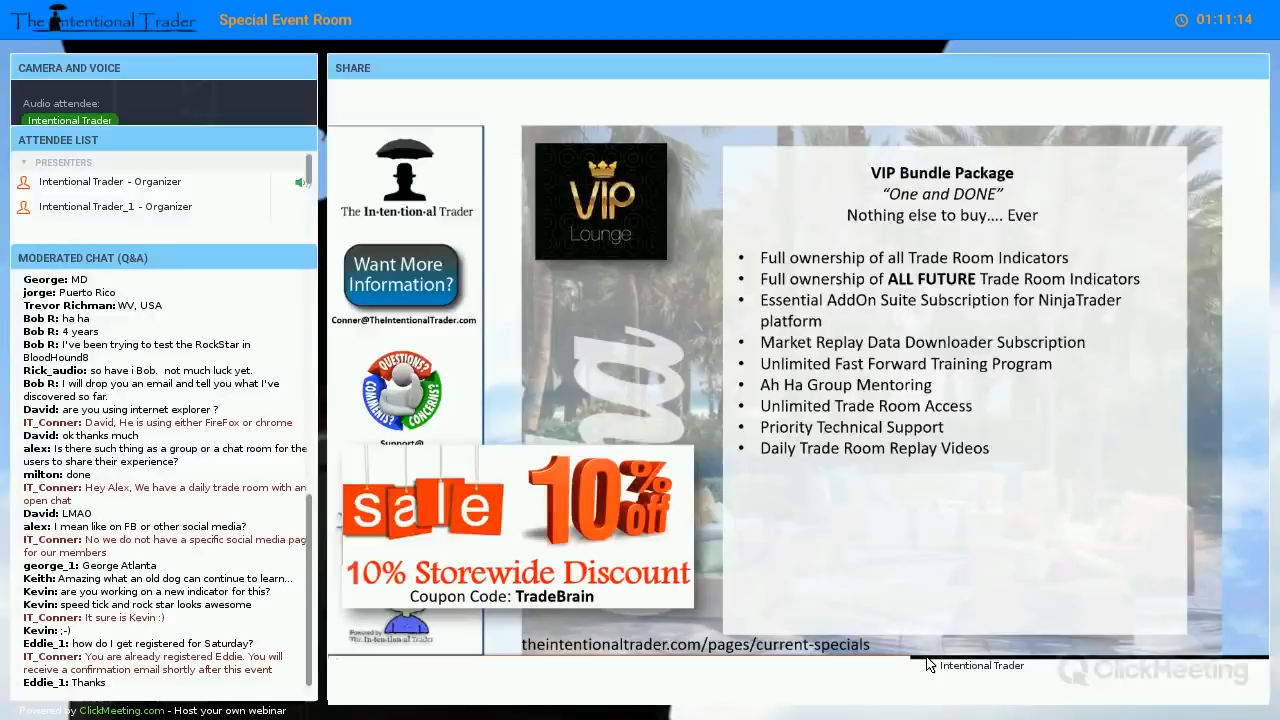 The Intentional Trader
Special Event Room
01:11:14
CAMERA AND VOICE
Audio attendee:
Intentional Trader
ATTENDEE LIST
PRESENTERS
Intentional Trader - Organizer
Intentional Trader_1 - Organizer
MODERATED CHAT (Q&A)
George: MD
jorge: Puerto Rico
Trevor Richman: WV, USA
Bob R: ha ha
Bob R: 4 years
Bob R: I've been trying to test the RockStar in
BloodHound8
Rick_audio: so have i Bob.  not much luck yet.
Bob R: I will drop you an email and tell you what I've
discovered so far.
David: are you using internet explorer ?
IT_Conner: David, He is using either FireFox or chrome
David: ok thanks much
alex: Is there such thing as a group or a chat room for the
users to share their experience?
milton: done
IT_Conner: Hey Alex, We have a daily trade room with an
open chat
David: LMAO
alex: I mean like on FB or other social media?
IT_Conner: No we do not have a specific social media pag
for our members
george_1: George Atlanta
Keith: Amazing what an old dog can continue to learn...
Kevin: are you working on a new indicator for this?
Kevin: speed tick and rock star looks awesome
IT_Conner: It sure is Kevin :)
Kevin: ;-)
Eddie_1: how do I get registered for Saturday?
IT_Conner: You are already registered Eddie. You will
receive a confirmation email shortly after this event
Eddie_1: Thanks
Powered by ClickMeeting.com - Host your own webinar
SHARE
The In·ten·tion·al Trader
Want More
Information?
Conner@TheIntentionalTrader.com
QUESTIONS?
COMMENTS?
CONCERNS?
Support@
sale
10% off
10% Storewide Discount
Coupon Code: TradeBrain
Powered by
The In·ten·tion·al Trader
VIP
Lounge
VIP Bundle Package
“One and DONE”
Nothing else to buy.... Ever
• Full ownership of all Trade Room Indicators
• Full ownership of ALL FUTURE Trade Room Indicators
• Essential AddOn Suite Subscription for NinjaTrader
platform
• Market Replay Data Downloader Subscription
• Unlimited Fast Forward Training Program
• Ah Ha Group Mentoring
• Unlimited Trade Room Access
• Priority Technical Support
• Daily Trade Room Replay Videos
theintentionaltrader.com/pages/current-specials
Intentional Trader
ClickMeeting